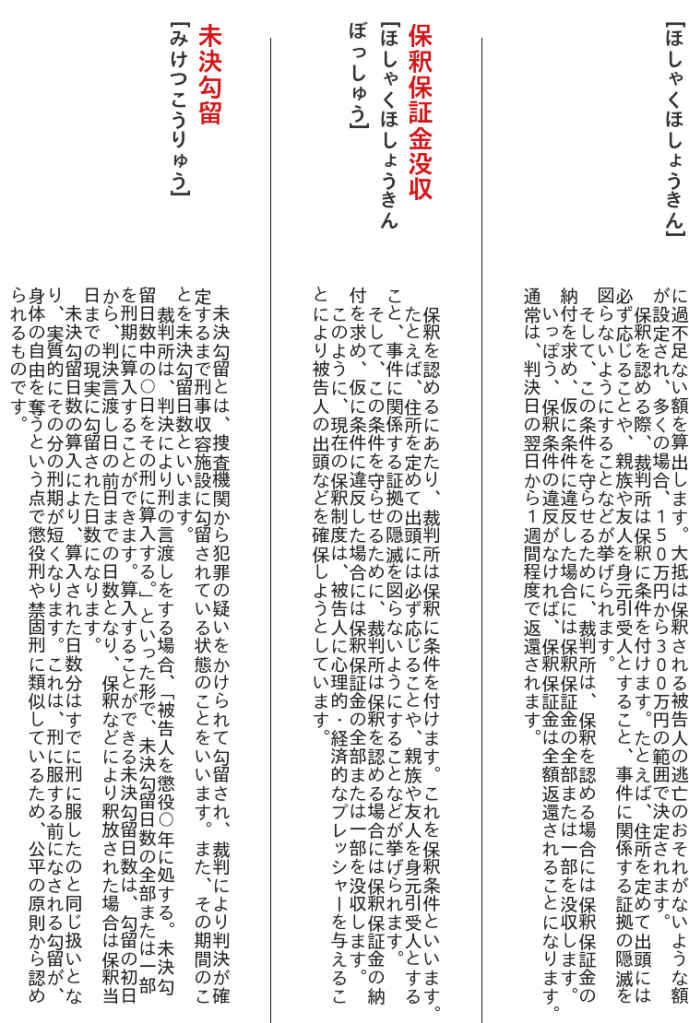 [ほしゃくほしょうきん]
に過不足ない額を算出します。大抵は保釈される被告人の逃亡のおそれがないような額
が設定され、多くの場合、150万円から300万円の範囲で決定されます。
保釈を認める際、裁判所は保釈に条件を付けます。たとえば、住所を定めて出頭には
必ず応じることや、親族や友人を身元引受人とすること、事件に関係する証拠の隠滅を
図らないようにすることなどが挙げられます。
そして、この条件を守らせるために、裁判所は、保釈を認める場合には保釈保証金の
納付を求め、仮に条件に違反した場合には保釈保証金の全部または一部を没収します。
いっぽう、保釈条件の違反がなければ、保釈保証金は全額返還されることになります。
通常は、判決日の翌日から1週間程度で返還されます。
保釈保証金没収
[ほしゃくほしょうきん
ぼっしゅう]
保釈を認めるにあたり、裁判所は保釈に条件を付けます。これを保釈条件といいます。
たとえば、住所を定めて出頭には必ず応じることや、親族や友人を身元引受人とする
こと、事件に関係する証拠の隠滅を図らないようにすることなどが挙げられます。
そして、この条件を守らせるために、裁判所は保釈を認める場合には保釈保証金の納
付を求め、仮に条件に違反した場合には保釈保証金の全部または一部を没収します。
このように、現在の保釈制度は、被告人に心理的・経済的なプレッシャーを与えるこ
とにより被告人の出頭などを確保しようとしています。
未決勾留
[みけつこうりゅう]
未決勾留とは、捜査機関から犯罪の疑いをかけられて勾留され、裁判により判決が確
定するまで刑事収容施設に勾留されている状態のことをいいます。また、その期間のこ
とを未決勾留日数といいます。
裁判所は、判決により刑の言渡しをする場合、「被告人を懲役○年に処する。未決勾
留日数中の○日をその刑に算入する。」といった形で、未決勾留日数の全部または一部
を刑期に算入することができます。算入することができる未決勾留日数は、勾留の初日
から、判決言渡し日の前日までの日数となり、保釈などにより釈放された場合は保釈当
日までの現実に勾留された日数になります。
未決勾留日数の算入により、算入された日数分はすでに刑に服したのと同じ扱いとな
り、実質的にその分の刑期が短くなります。これは、刑に服する前になされる勾留が、
身体の自由を奪うという点で懲役刑や禁固刑に類似しているため、公平の原則から認め
られるものです。